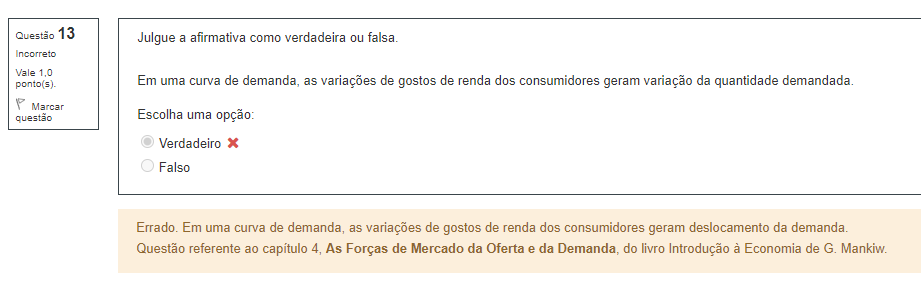 Questão 13
Incorreto
Vale 1,0
ponto(s).
Marcar
questão
Julgue a afirmativa como verdadeira ou falsa.
Em uma curva de demanda, as variações de gostos de renda dos consumidores geram variação da quantidade demandada.
Escolha uma opção:
Verdadeiro
Falso
Errado. Em uma curva de demanda, as variações de gostos de renda dos consumidores geram deslocamento da demanda.
Questão referente ao capítulo 4, As Forças de Mercado da Oferta e da Demanda, do livro Introdução à Economia de G. Mankiw.